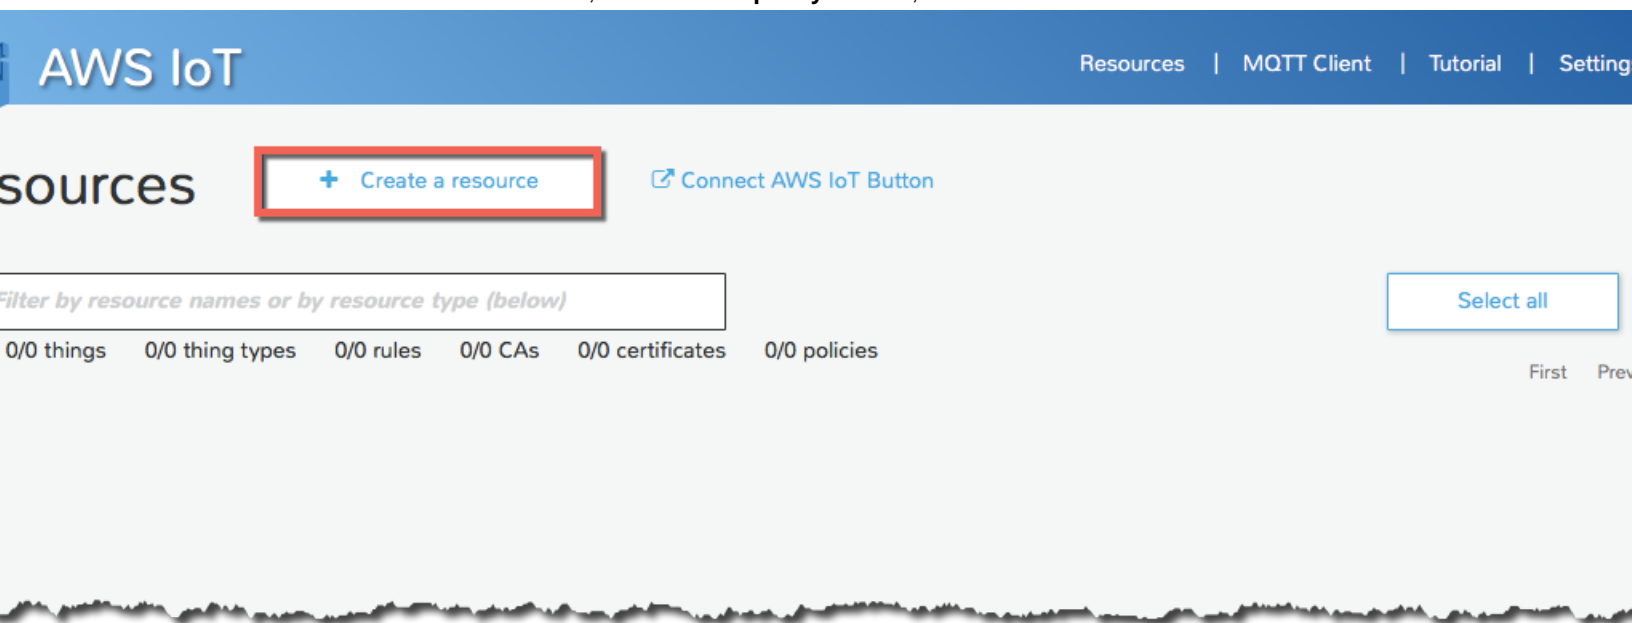 AWS IoT
Resources | MQTT Client | Tutorial | Setting
sources
+ Create a resource
Connect AWS IoT Button
Filter by resource names or by resource type (below)
Select all
0/0 things 0/0 thing types 0/0 rules 0/0 CAs 0/0 certificates 0/0 policies
First Prev